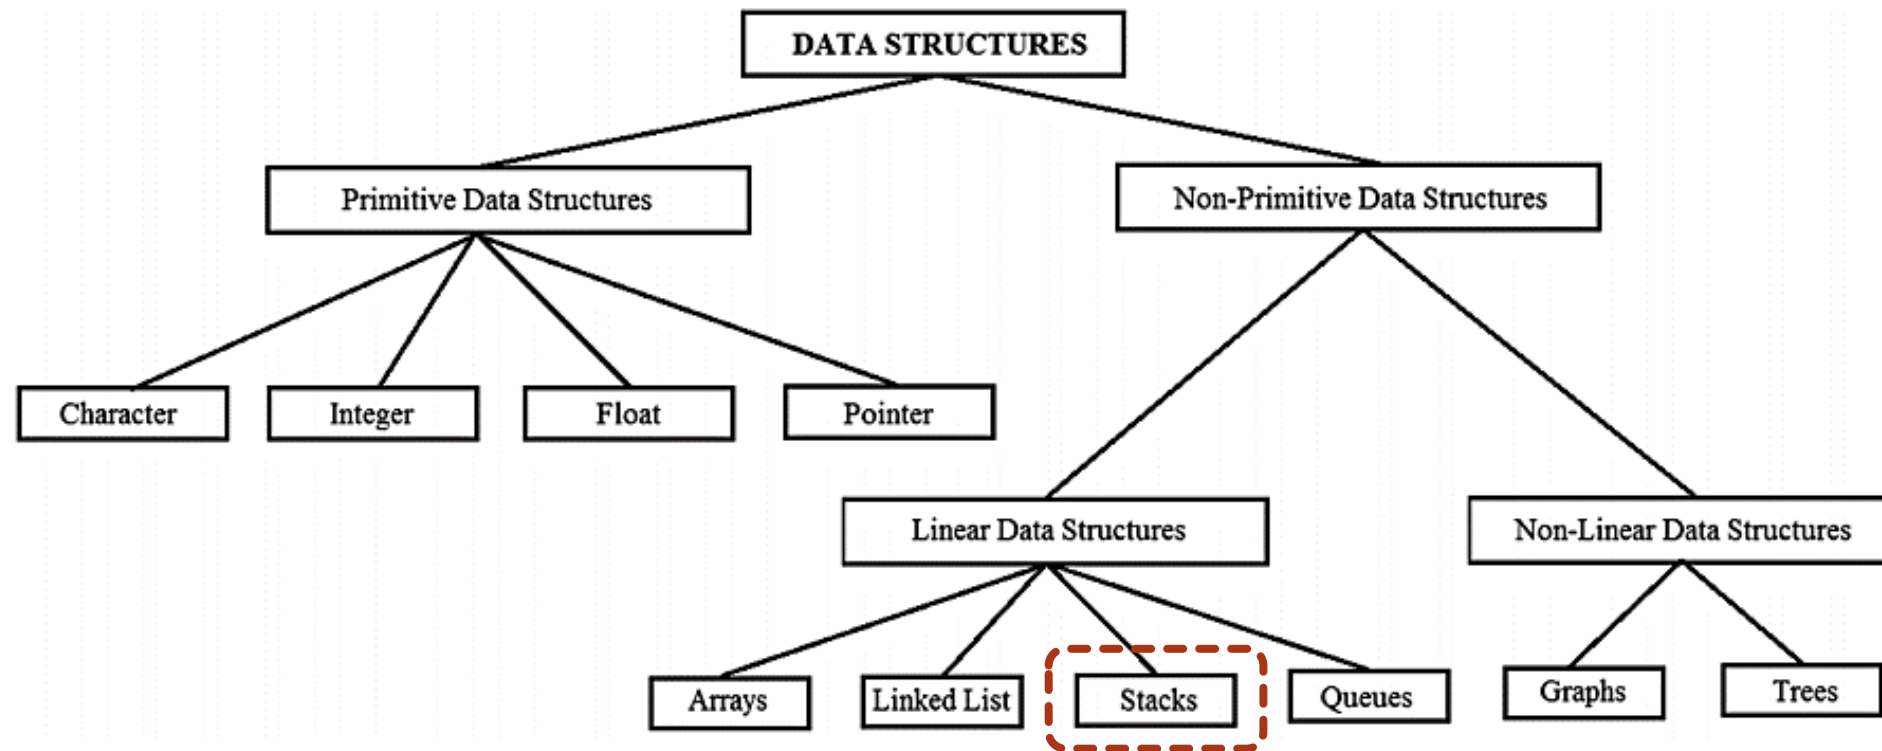 DATA STRUCTURES
Primitive Data Structures
Non-Primitive Data Structures
Character
Integer
Float
Pointer
Linear Data Structures
Non-Linear Data Structures
Arrays
Linked List
Stacks
Queues
Graphs
Trees